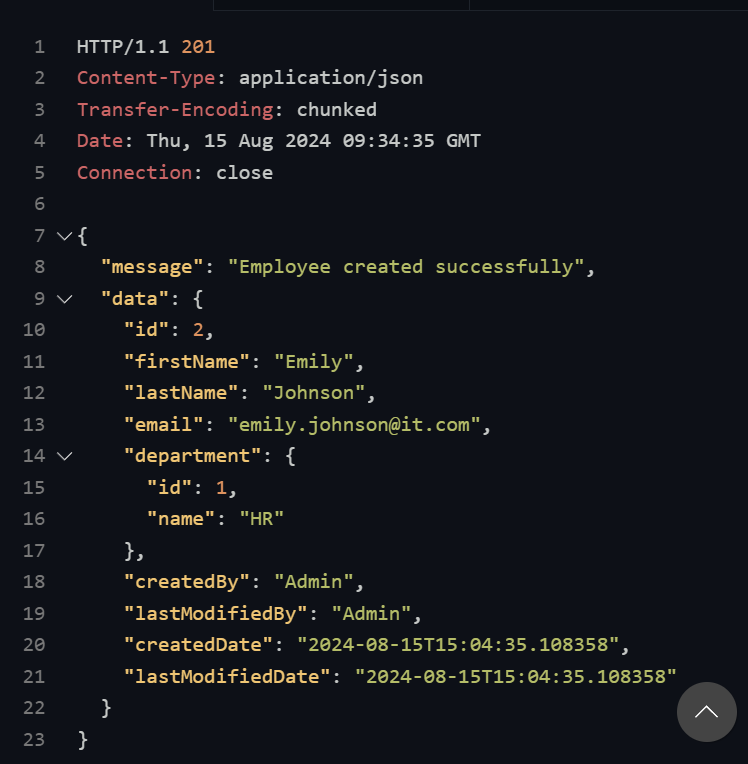 1 HTTP/1.1 201
2 Content-Type: application/json
3 Transfer-Encoding: chunked
4 Date: Thu, 15 Aug 2024 09:34:35 GMT
5 Connection: close
6
7 {
8   "message": "Employee created successfully",
9   "data": {
10     "id": 2,
11     "firstName": "Emily",
12     "lastName": "Johnson",
13     "email": "emily.johnson@it.com",
14     "department": {
15       "id": 1,
16       "name": "HR"
17     },
18     "createdBy": "Admin",
19     "lastModifiedBy": "Admin",
20     "createdDate": "2024-08-15T15:04:35.108358",
21     "lastModifiedDate": "2024-08-15T15:04:35.108358"
22   }
23 }